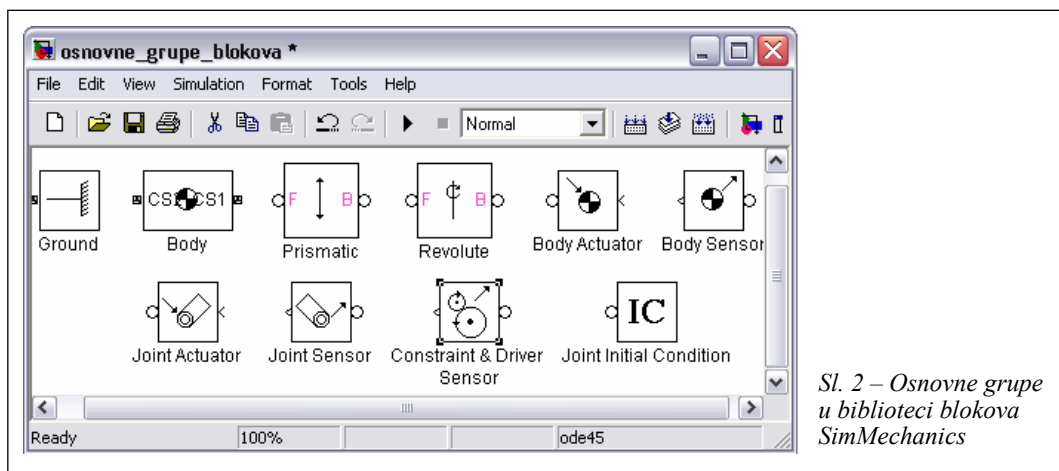 osnovne_grupe_blokova *
File Edit View Simulation Format Tools Help
Normal
CS2 CS1
F B
F B
Ground Body Prismatic Revolute Body Actuator Body Sensor
IC
Joint Actuator Joint Sensor Constraint & Driver Sensor Joint Initial Condition
Ready 100% ode45
Sl. 2 – Osnovne grupe
u biblioteci blokova
SimMechanics